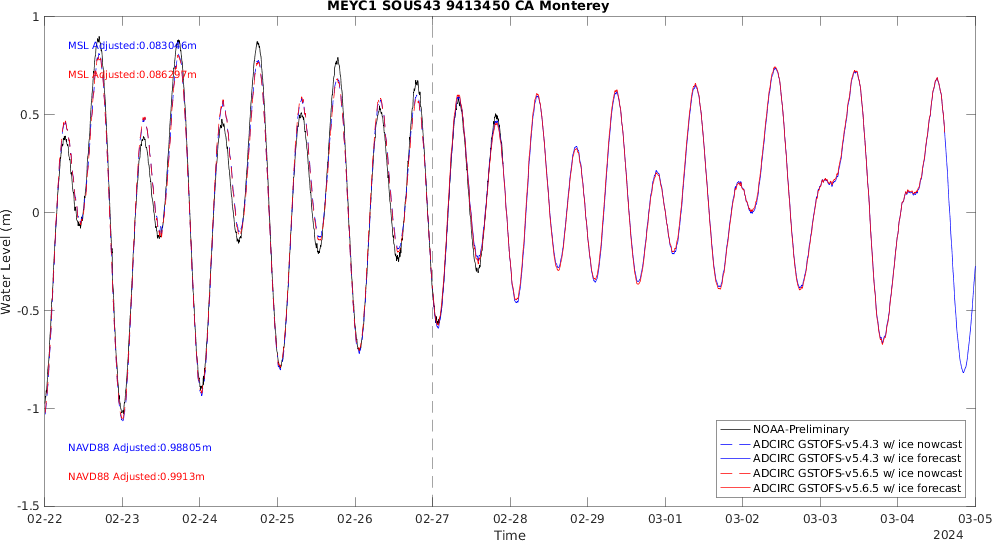 MEYC1 SOUS43 9413450 CA Monterey
1
0.5
0
-0.5
-1
-1.5
Water Level (m)
MSL Adjusted:0.083046m
MSL Adjusted:0.086297m
NAVD88 Adjusted:0.98805m
NAVD88 Adjusted:0.9913m
NOAA-Preliminary
ADCIRC GSTOFS-v5.4.3 w/ ice nowcast
ADCIRC GSTOFS-v5.4.3 w/ ice forecast
ADCIRC GSTOFS-v5.6.5 w/ ice nowcast
ADCIRC GSTOFS-v5.6.5 w/ ice forecast
02-22 02-23 02-24 02-25 02-26 02-27 02-28 02-29 03-01 03-02 03-03 03-04 03-05
Time
2024